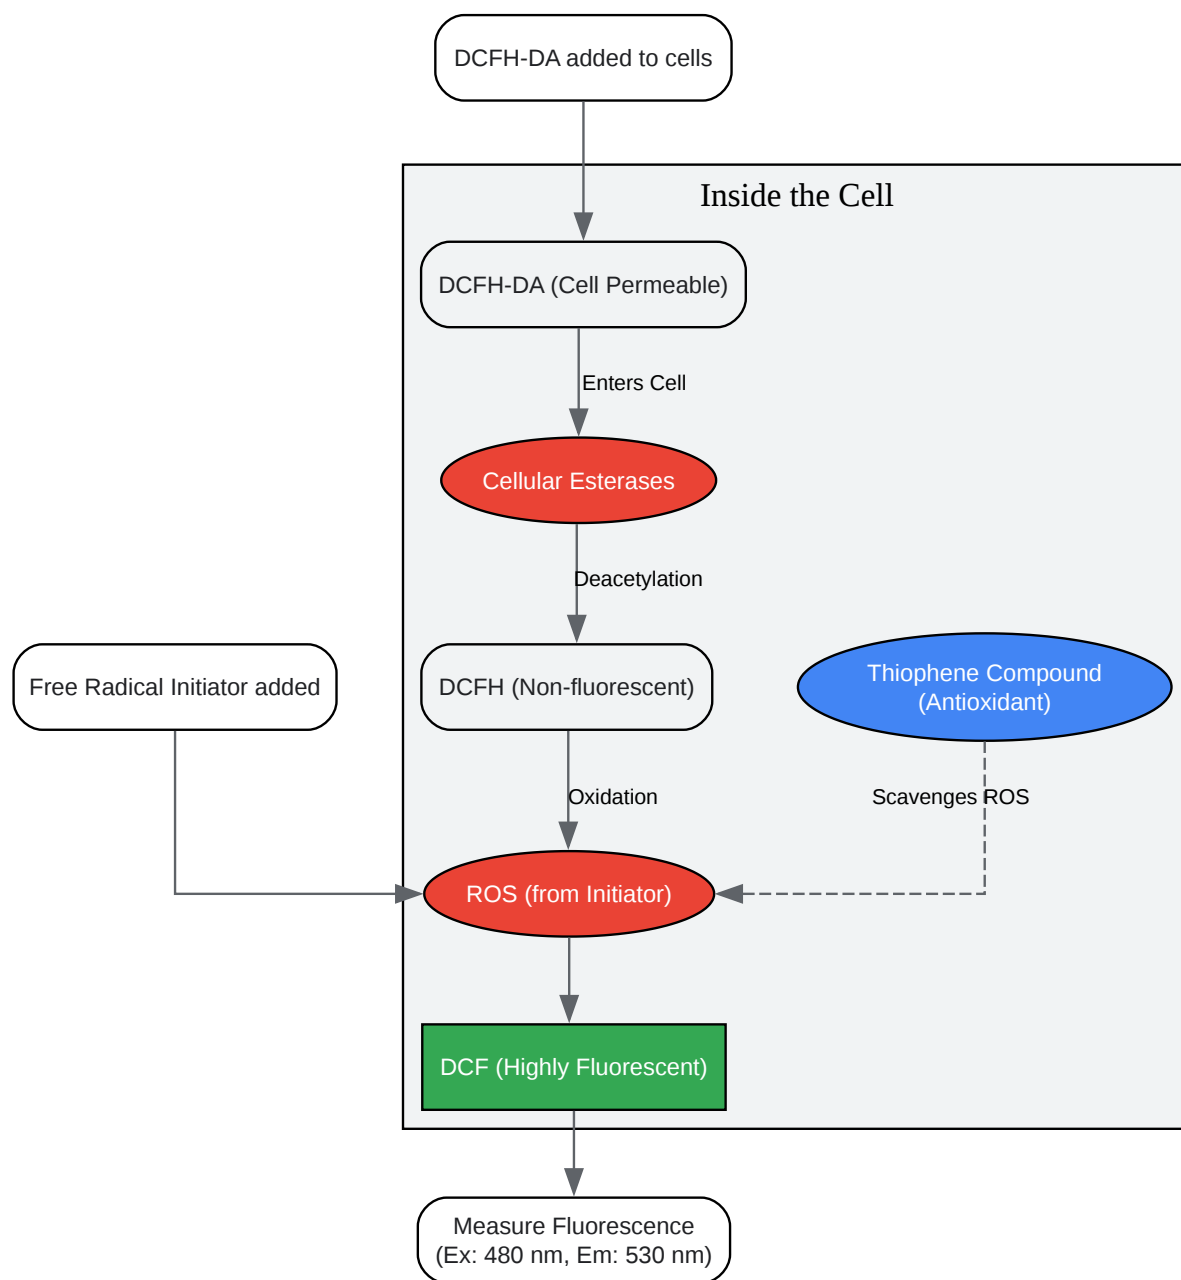 DCFH-DA added to cells
Inside the Cell
DCFH-DA (Cell Permeable)
Enters Cell
Cellular Esterases
Deacetylation
Free Radical Initiator added
DCFH (Non-fluorescent)
Thiophene Compound
(Antioxidant)
Oxidation
Scavenges ROS
ROS (from Initiator)
DCF (Highly Fluorescent)
Measure Fluorescence
(Ex: 480 nm, Em: 530 nm)